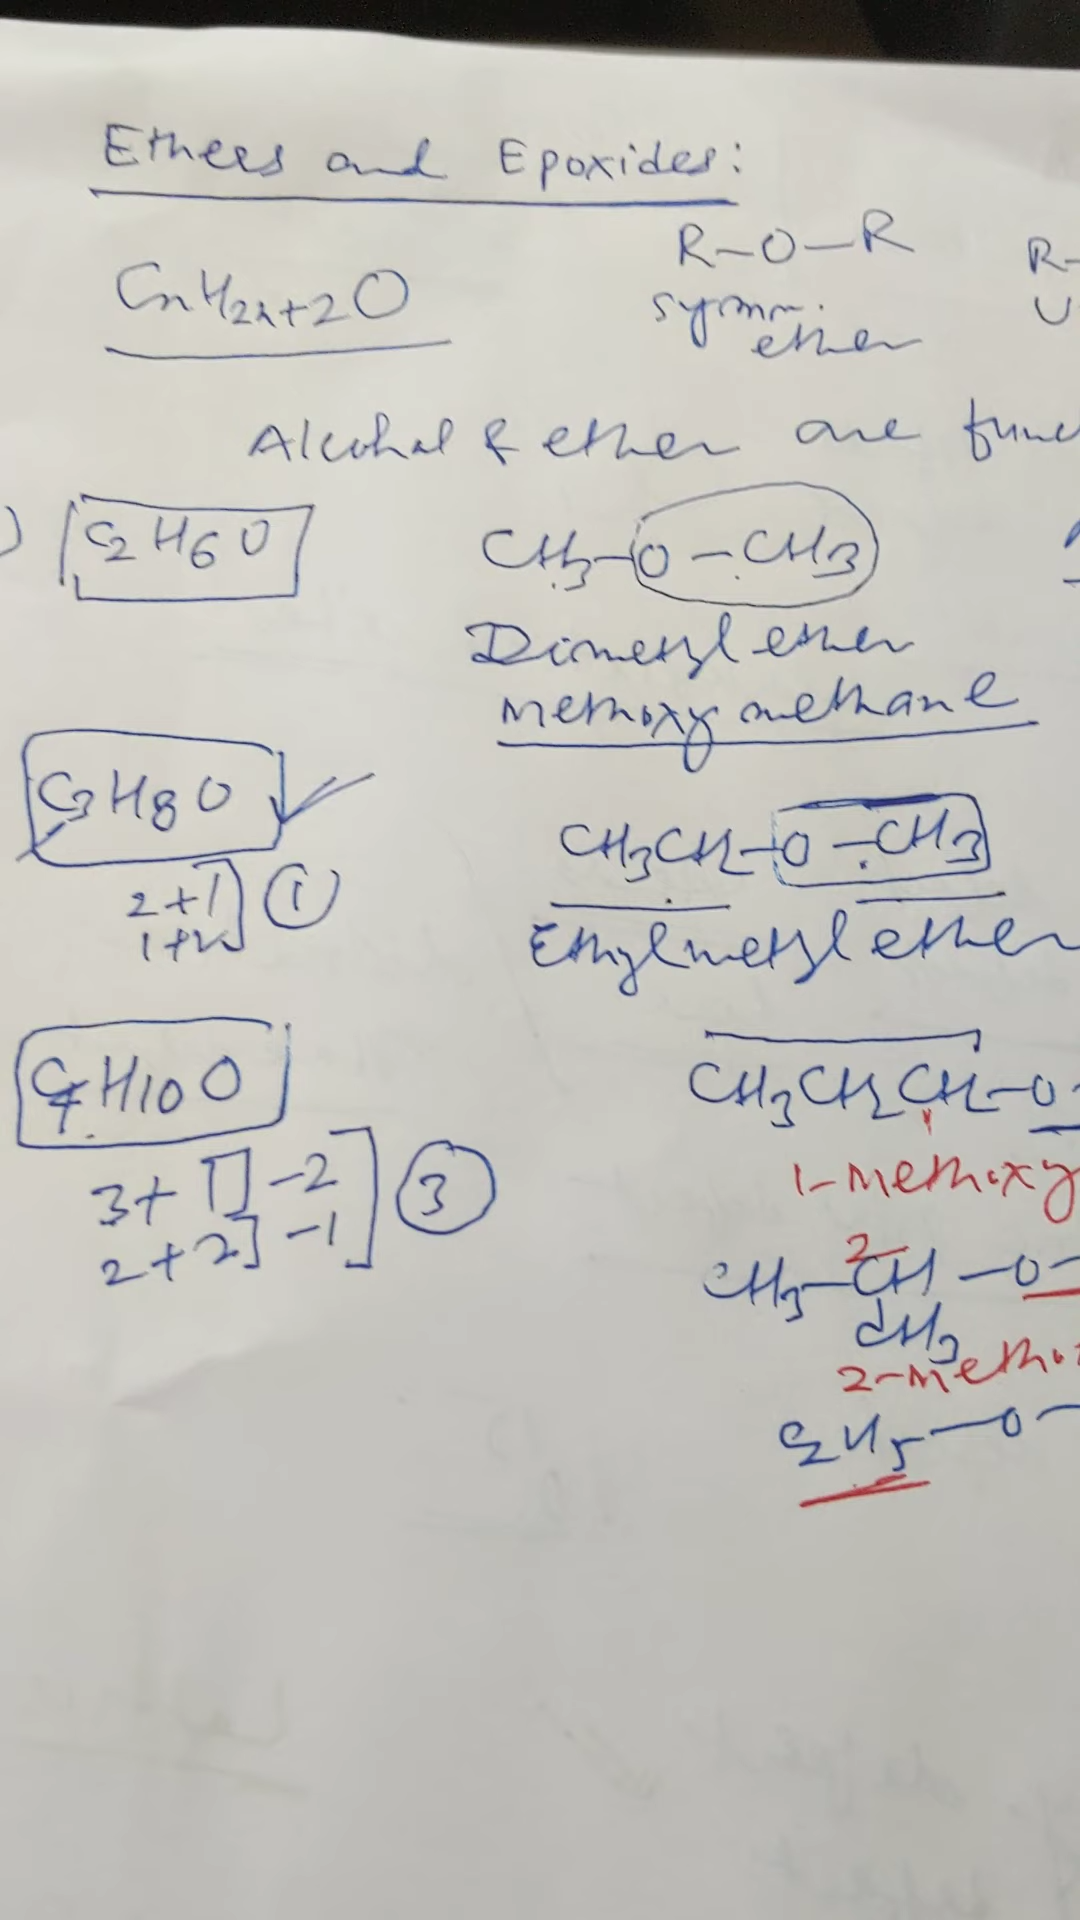 Ethers and Epoxides:
CnH2n+2O
R-O-R
R-
symm.
U
ether
Alcohol & ether are func
C2H6O
CH3-O-CH3
Dimethyl ether
methoxy methane
C3H8O
CH3CH2-O-CH3
2+1] ①
1+2
Ethylmethyl ether
C4H10O
CH3CH2CH2-O-
3+1] -2] ③
2+2] -1
1-methoxy
2
CH3-CH-O-
CH3
2-metho
C2H5-O-